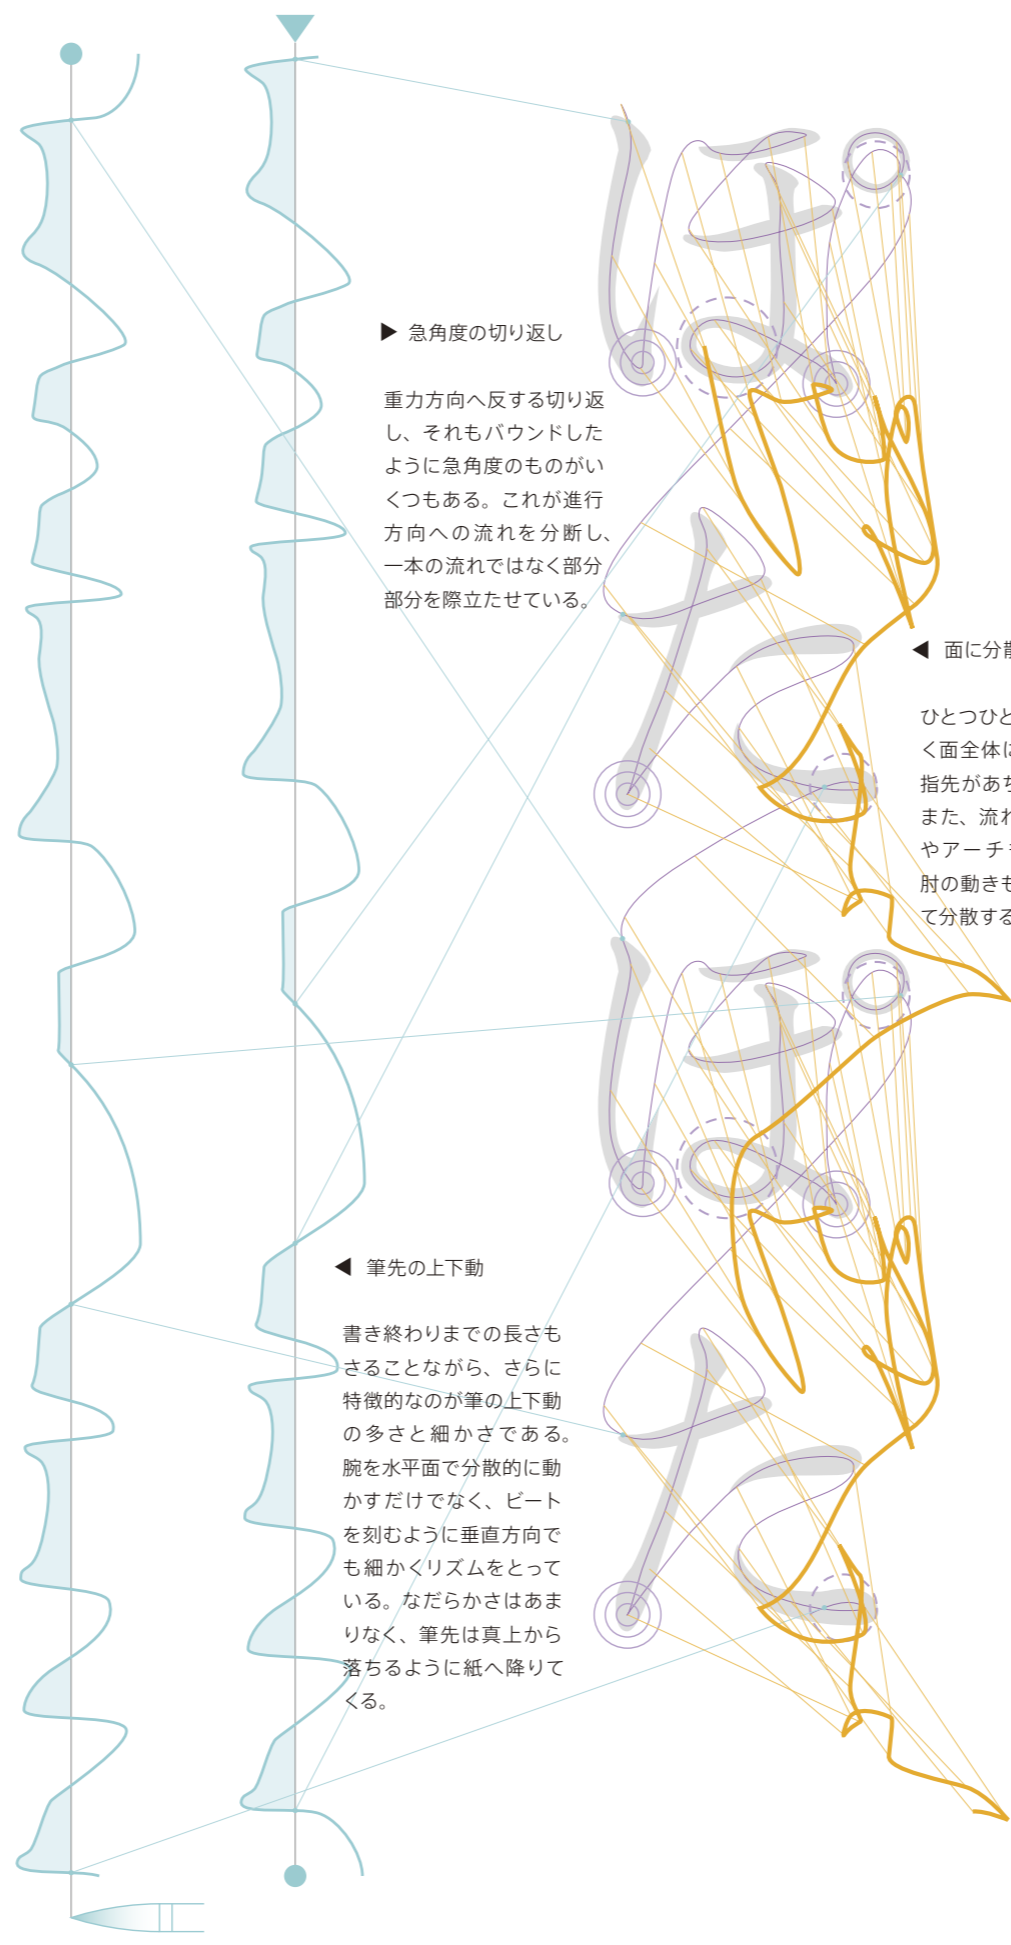 ▶ 急角度の切り返し
重力方向へ反する切り返
し、それもバウンドした
ように急角度のものがい
くつもある。これが進行
方向への流れを分断し、
一本の流れではなく部分
部分を際立たせている。
ぱ
た
ぱ
た
◀ 面に分散
ひとつひと
く面全体に
指先があち
また、流れ
やアーチ
肘の動きも
て分散する
◀ 筆先の上下動
書き終わりまでの長さも
さることながら、さらに
特徴的なのが筆の上下動
の多さと細かさである。
腕を水平面で分散的に動
かすだけでなく、ビート
を刻むように垂直方向で
も細かくリズムをとって
いる。なだらかさはあま
りなく、筆先は真上から
落ちるように紙へ降りて
くる。